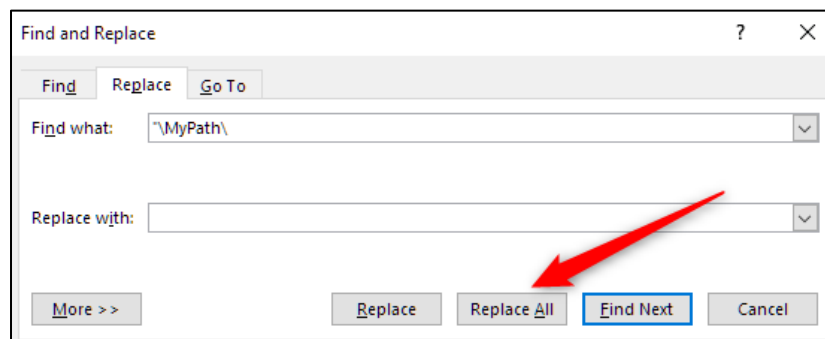 Find and Replace ? ×
Find Replace Go To
Find what: "\MyPath\
Replace with:
More >> Replace Replace All Find Next Cancel